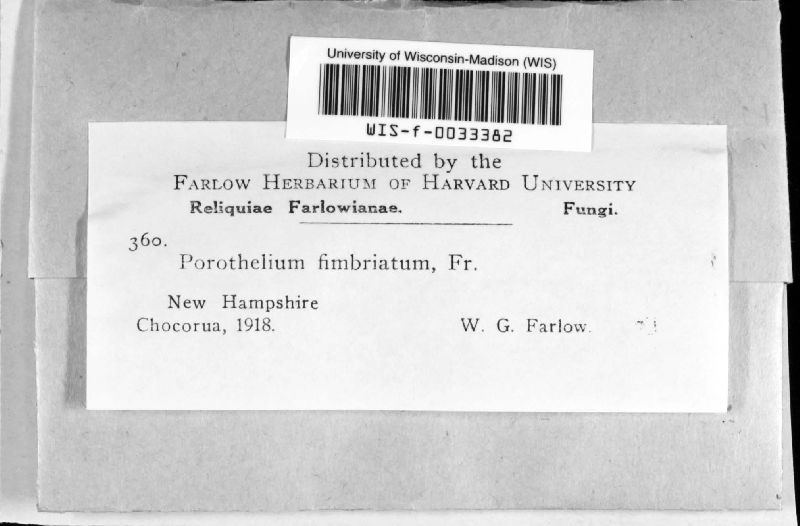 University of Wisconsin-Madison (WIS)
WIS-f-0033382
Distributed by the
Farlow Herbarium of Harvard University
Reliquiae Farlowianae. Fungi.
360.
Porothelium fimbriatum, Fr.
New Hampshire
Chocorua, 1918. W. G. Farlow.